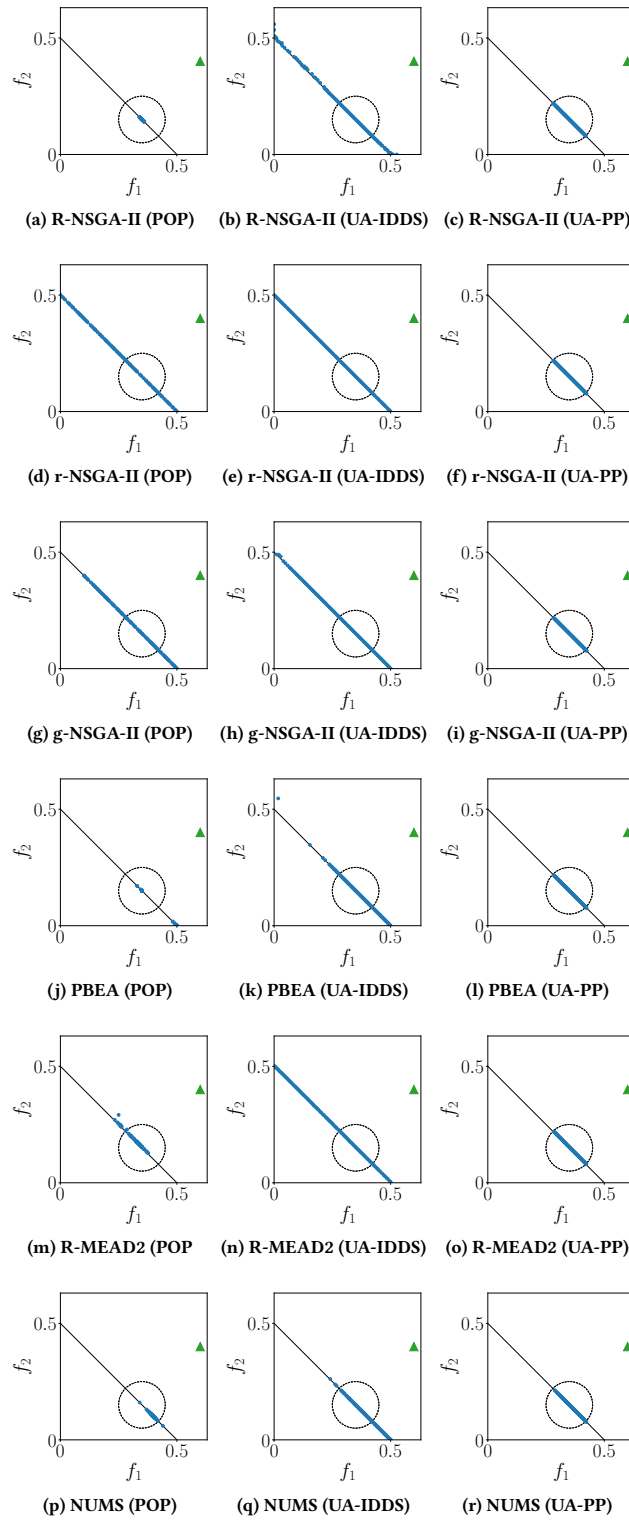 0.5
f₂
0
0
0.5
f₁
(a) R-NSGA-II (POP)
0.5
f₂
0
0
0.5
f₁
(b) R-NSGA-II (UA-IDDS)
0.5
f₂
0
0
0.5
f₁
(c) R-NSGA-II (UA-PP)
0.5
f₂
0
0
0.5
f₁
(d) r-NSGA-II (POP)
0.5
f₂
0
0
0.5
f₁
(e) r-NSGA-II (UA-IDDS)
0.5
f₂
0
0
0.5
f₁
(f) r-NSGA-II (UA-PP)
0.5
f₂
0
0
0.5
f₁
(g) g-NSGA-II (POP)
0.5
f₂
0
0
0.5
f₁
(h) g-NSGA-II (UA-IDDS)
0.5
f₂
0
0
0.5
f₁
(i) g-NSGA-II (UA-PP)
0.5
f₂
0
0
0.5
f₁
(j) PBEA (POP)
0.5
f₂
0
0
0.5
f₁
(k) PBEA (UA-IDDS)
0.5
f₂
0
0
0.5
f₁
(l) PBEA (UA-PP)
0.5
f₂
0
0
0.5
f₁
(m) R-MEAD2 (POP
0.5
f₂
0
0
0.5
f₁
(n) R-MEAD2 (UA-IDDS)
0.5
f₂
0
0
0.5
f₁
(o) R-MEAD2 (UA-PP)
0.5
f₂
0
0
0.5
f₁
(p) NUMS (POP)
0.5
f₂
0
0
0.5
f₁
(q) NUMS (UA-IDDS)
0.5
f₂
0
0
0.5
f₁
(r) NUMS (UA-PP)